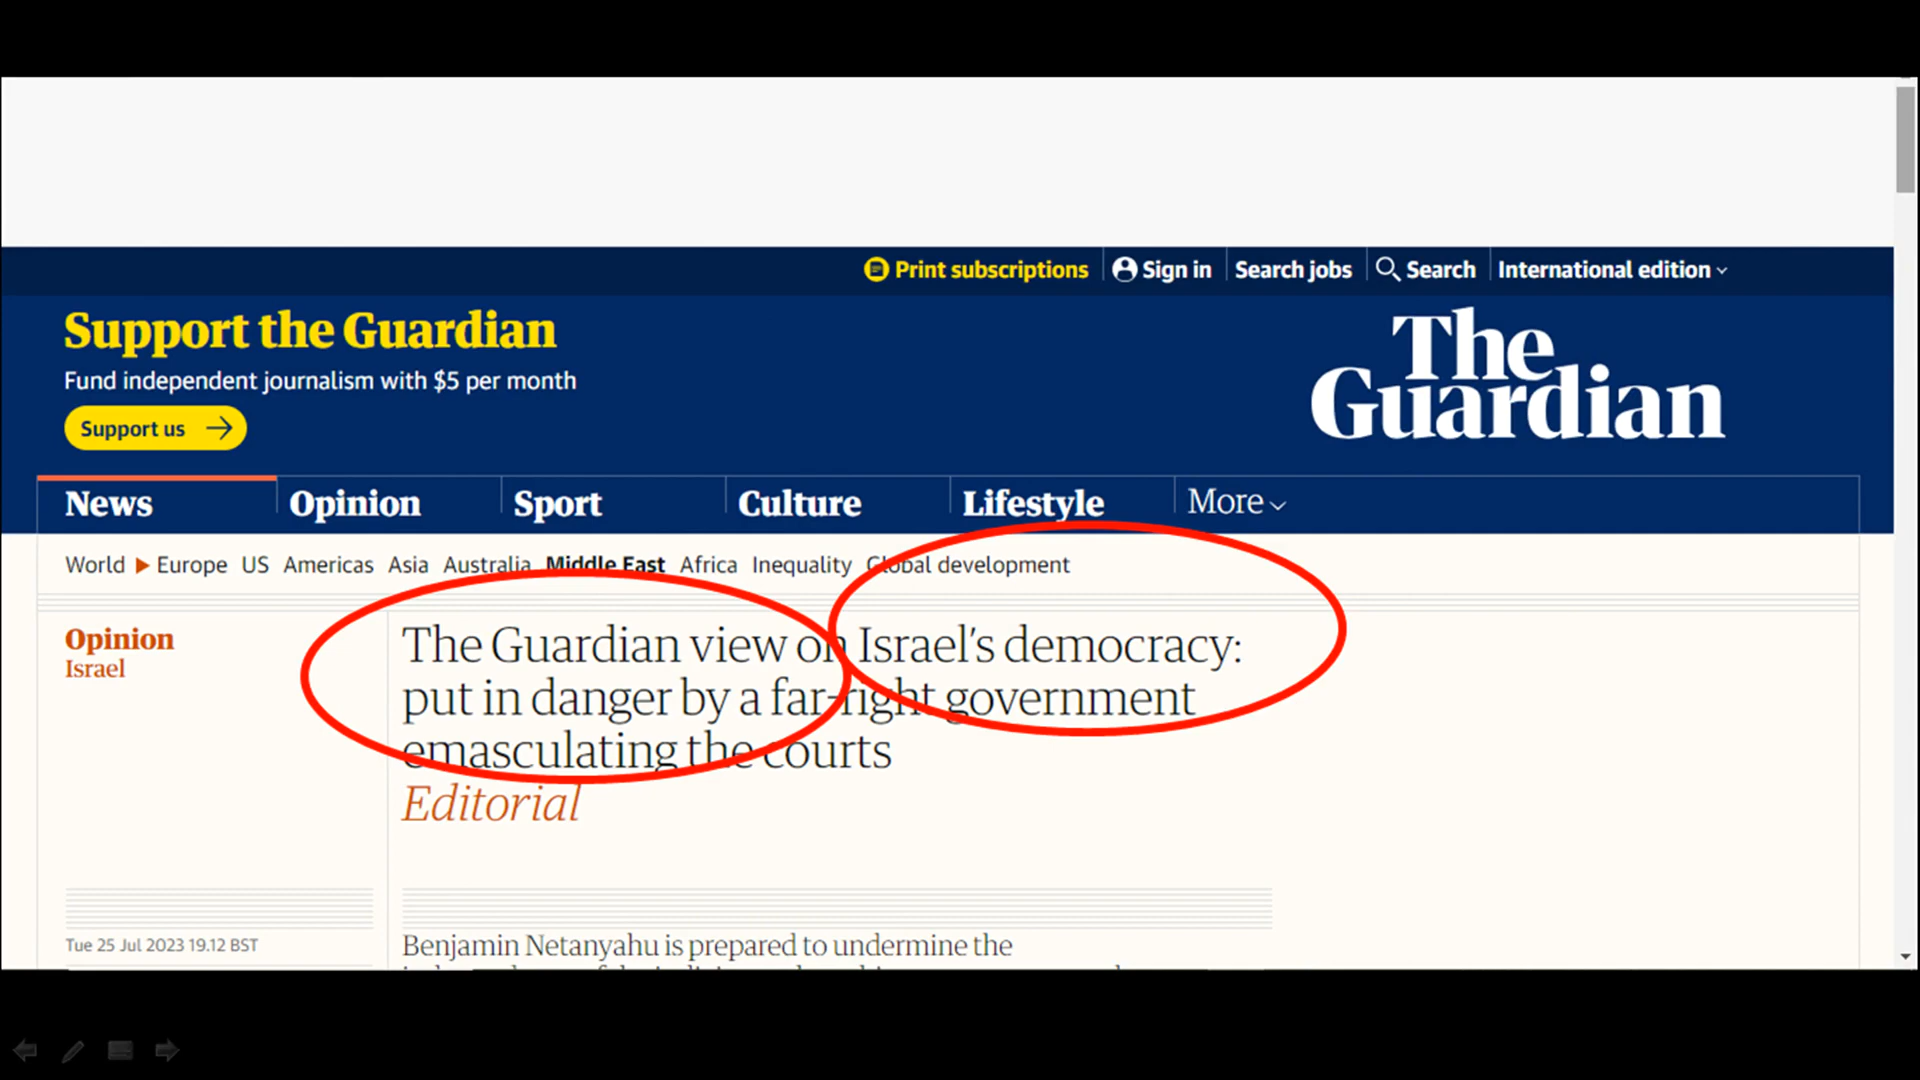 Print subscriptions
Sign in
Search jobs
Search
International edition
Support the Guardian
Fund independent journalism with $5 per month
Support us
The
Guardian
News
Opinion
Sport
Culture
Lifestyle
More
World Europe US Americas Asia Australia Middle East Africa Inequality Global development
Opinion
Israel
The Guardian view on Israel’s democracy:
put in danger by a far-right government
emasculating the courts
Editorial
Tue 25 Jul 2023 19.12 BST
Benjamin Netanyahu is prepared to undermine the